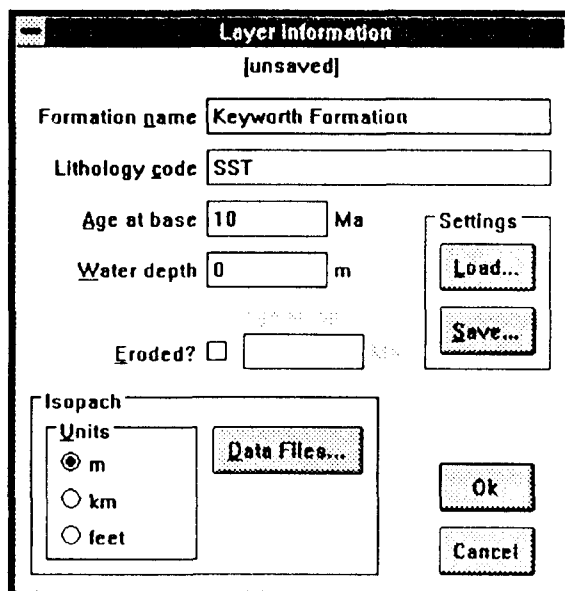 Layer Information
[unsaved]
Formation name Keyworth Formation
Lithology code SST
Age at base 10 Ma
Water depth 0 m
Eroded?
Settings
Load...
Save...
Isopach
Units
m
km
feet
Data Files...
Ok
Cancel